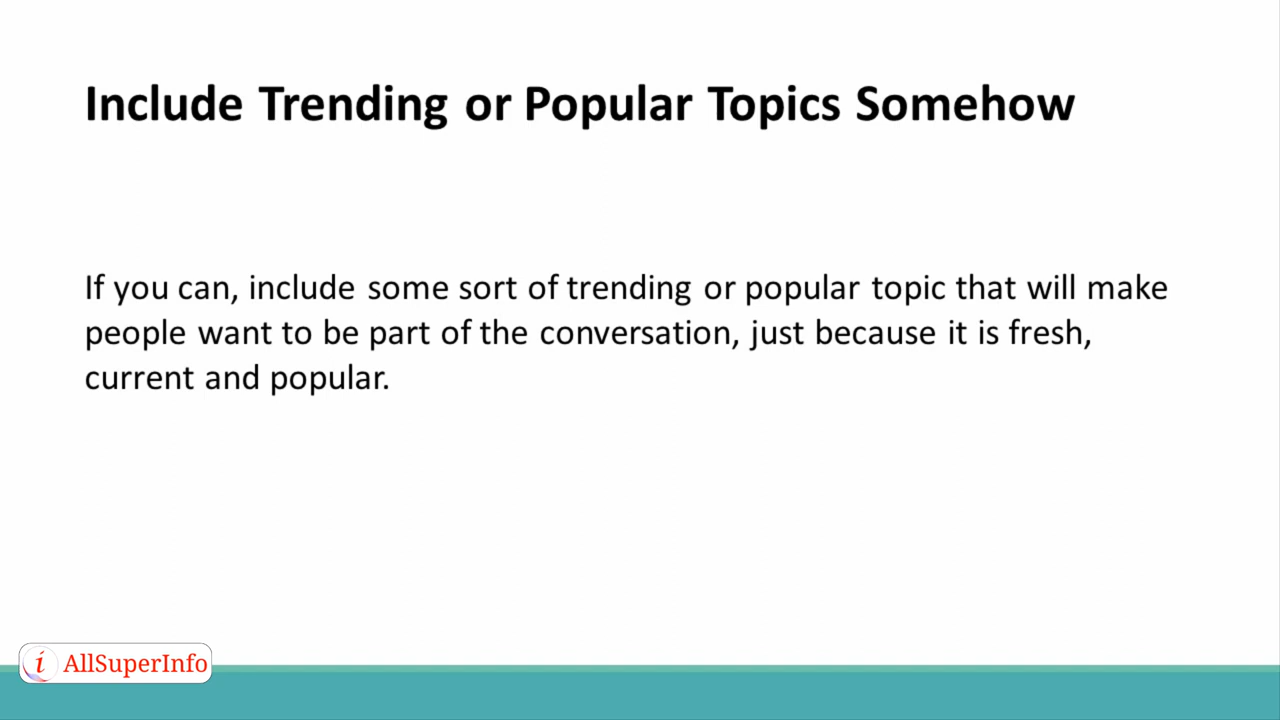 Include Trending or Popular Topics Somehow
If you can, include some sort of trending or popular topic that will make
people want to be part of the conversation, just because it is fresh,
current and popular.
i AllSuperInfo